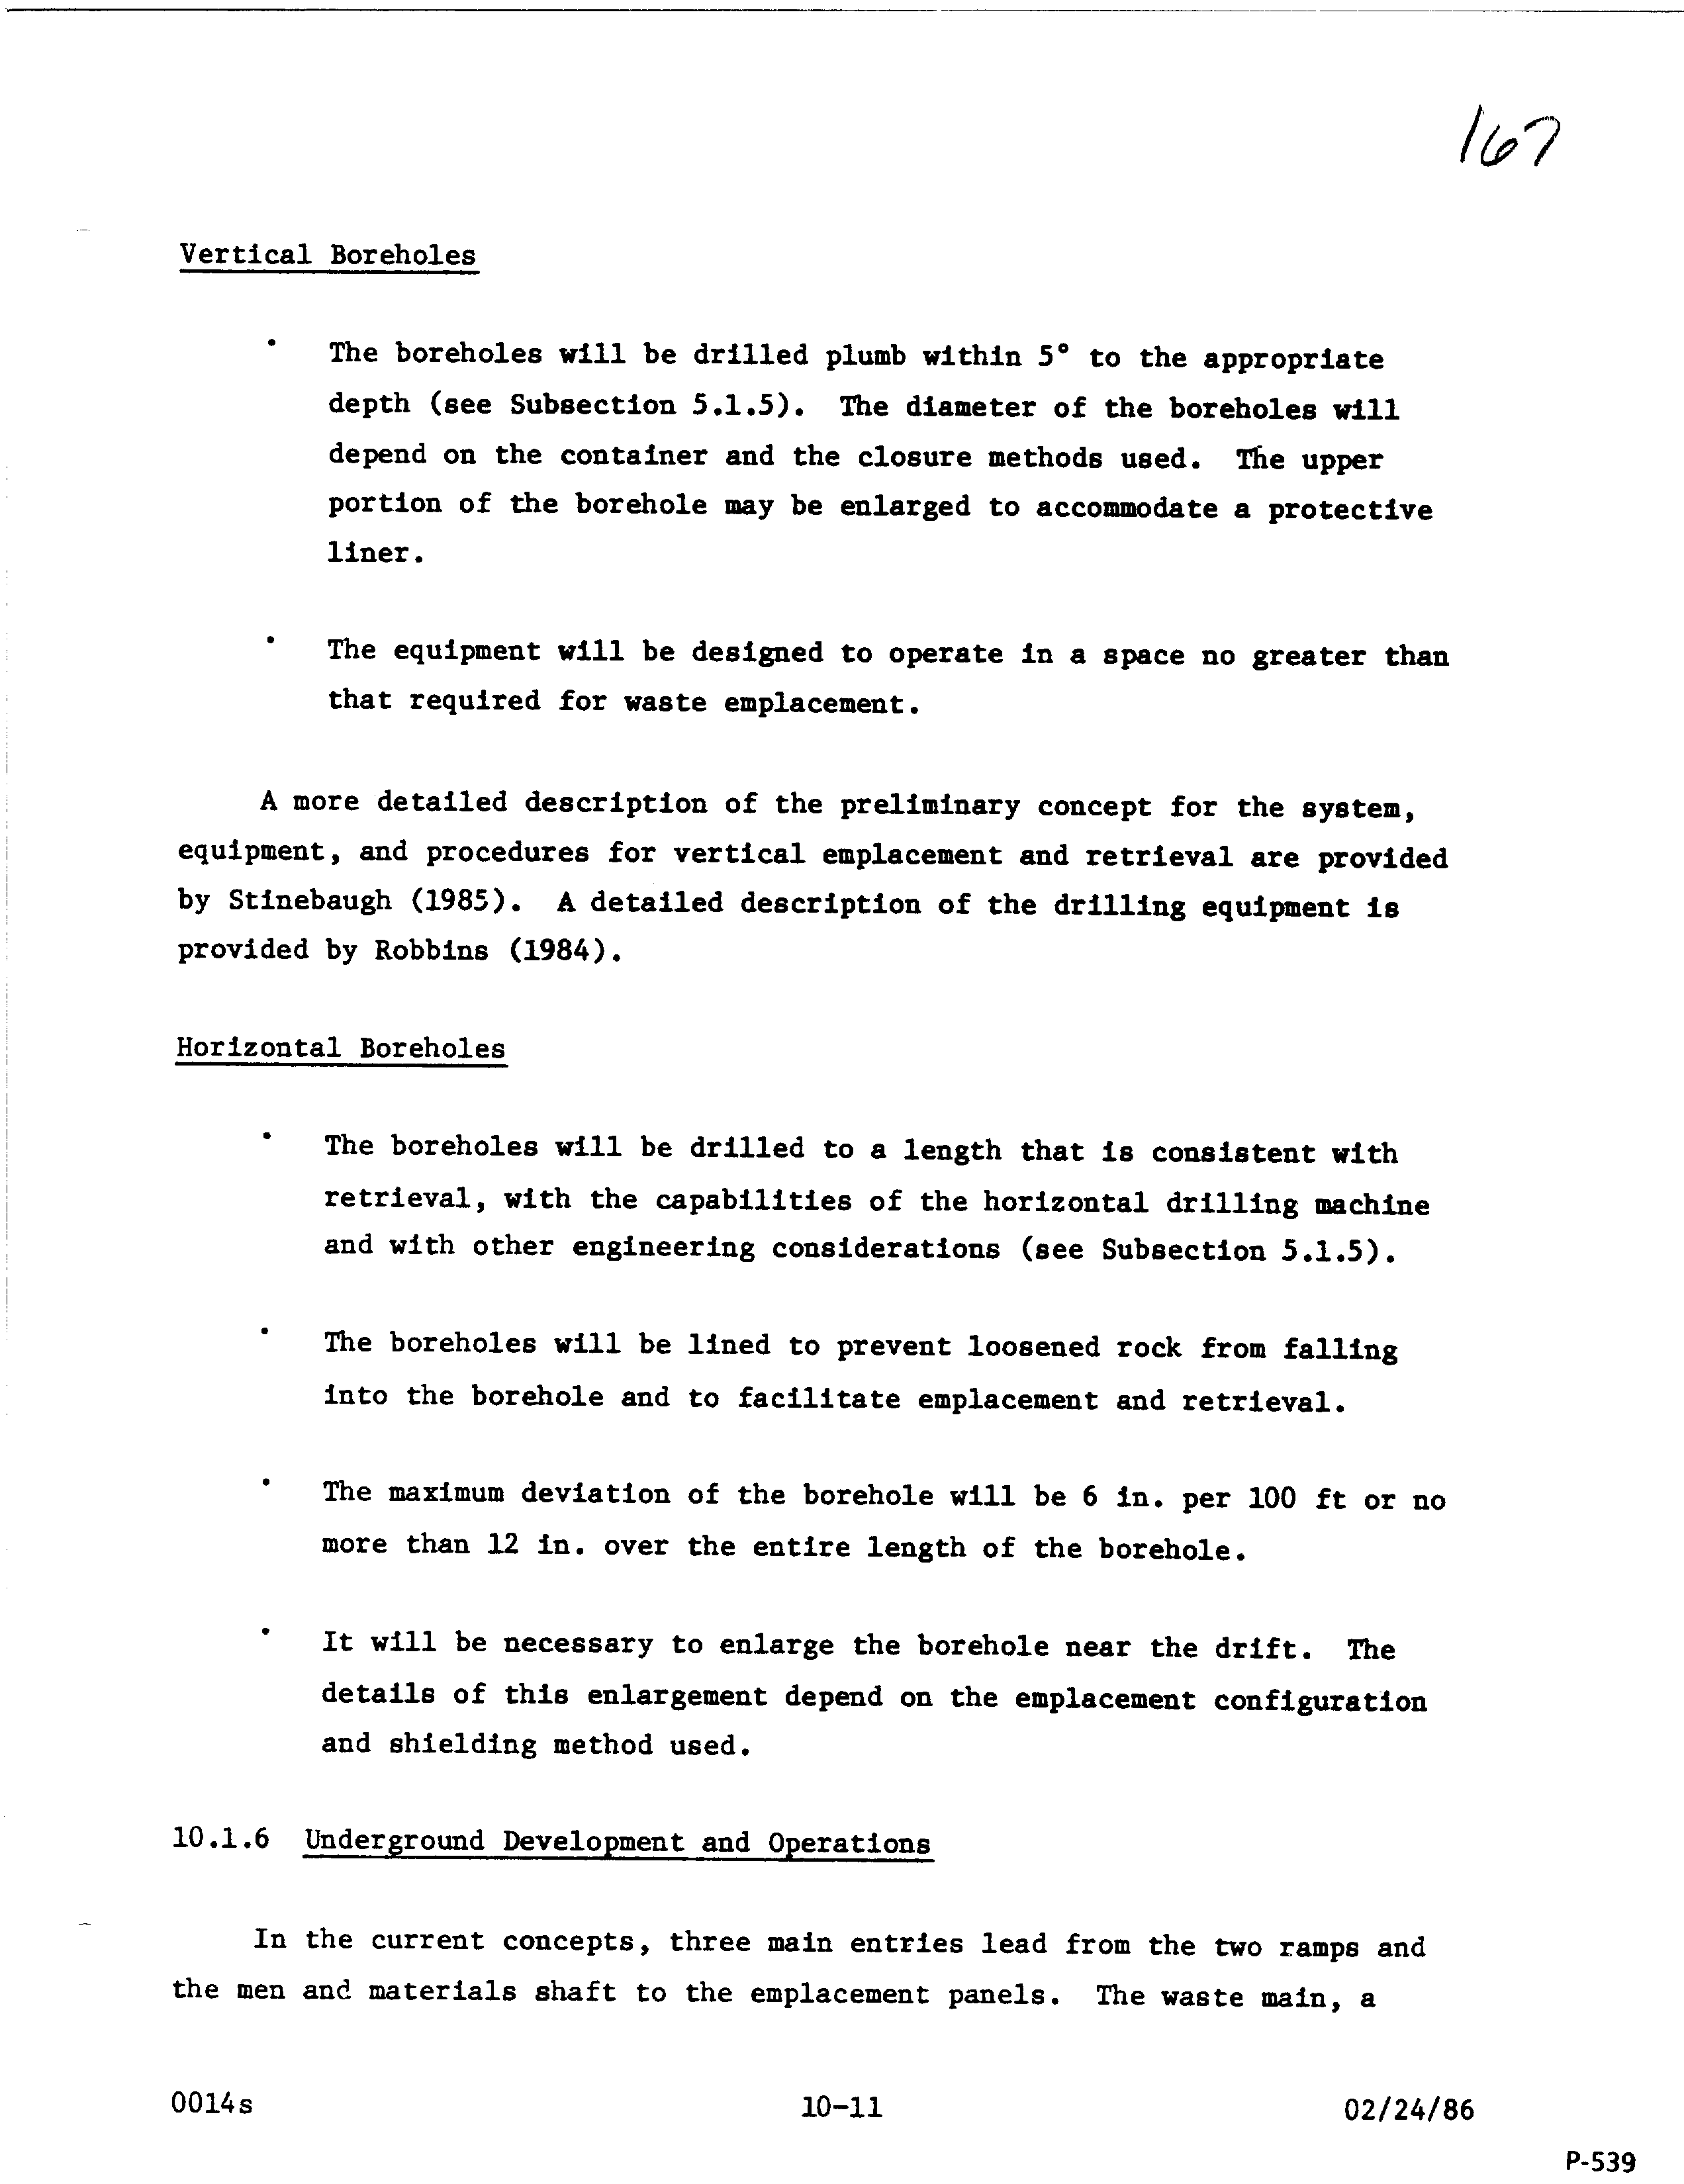 167
Vertical Boreholes
• The boreholes will be drilled plumb within 5° to the appropriate
depth (see Subsection 5.1.5). The diameter of the boreholes will
depend on the container and the closure methods used. The upper
portion of the borehole may be enlarged to accommodate a protective
liner.
• The equipment will be designed to operate in a space no greater than
that required for waste emplacement.
A more detailed description of the preliminary concept for the system,
equipment, and procedures for vertical emplacement and retrieval are provided
by Stinebaugh (1985). A detailed description of the drilling equipment is
provided by Robbins (1984).
Horizontal Boreholes
• The boreholes will be drilled to a length that is consistent with
retrieval, with the capabilities of the horizontal drilling machine
and with other engineering considerations (see Subsection 5.1.5).
• The boreholes will be lined to prevent loosened rock from falling
into the borehole and to facilitate emplacement and retrieval.
• The maximum deviation of the borehole will be 6 in. per 100 ft or no
more than 12 in. over the entire length of the borehole.
• It will be necessary to enlarge the borehole near the drift. The
details of this enlargement depend on the emplacement configuration
and shielding method used.
10.1.6 Underground Development and Operations
In the current concepts, three main entries lead from the two ramps and
the men and materials shaft to the emplacement panels. The waste main, a
0014s 10-11 02/24/86
P-539